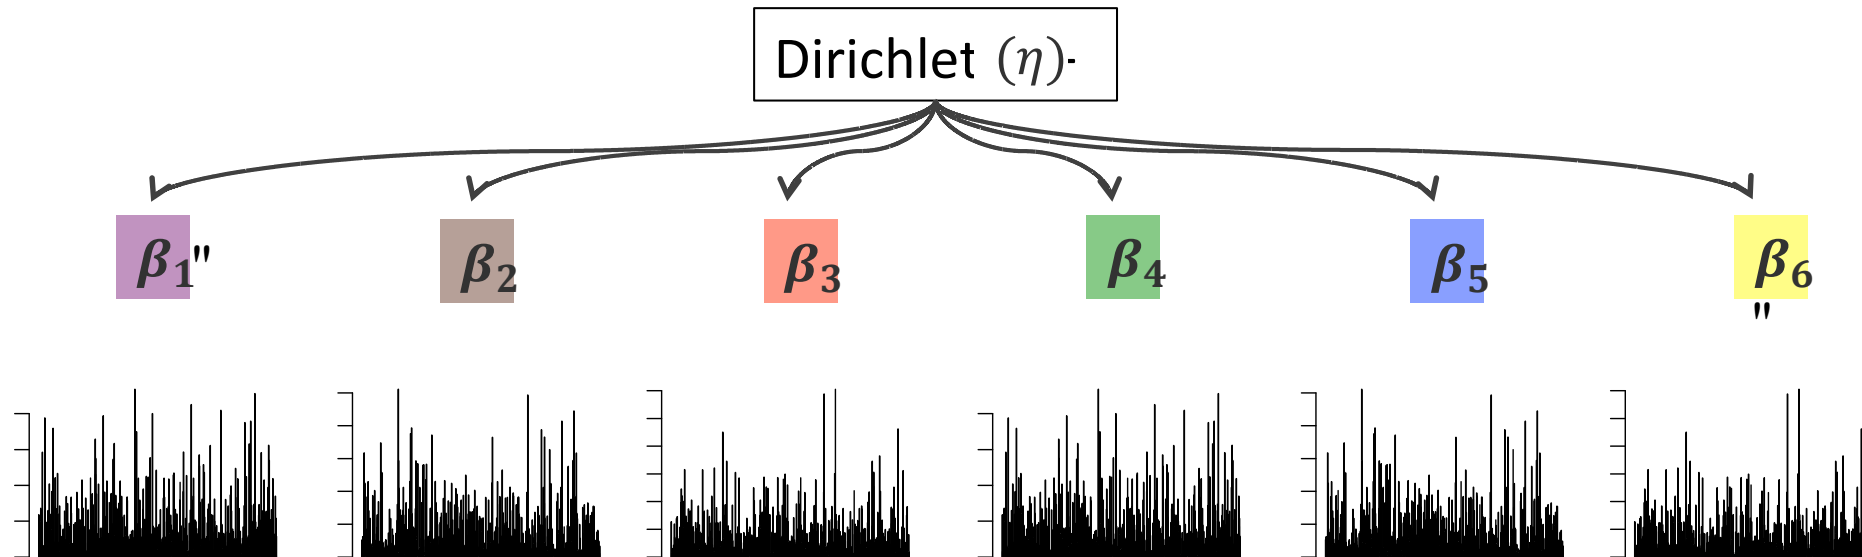 Dirichlet (η)-
β₁" β₂ β₃ β₄ β₅ β₆
"